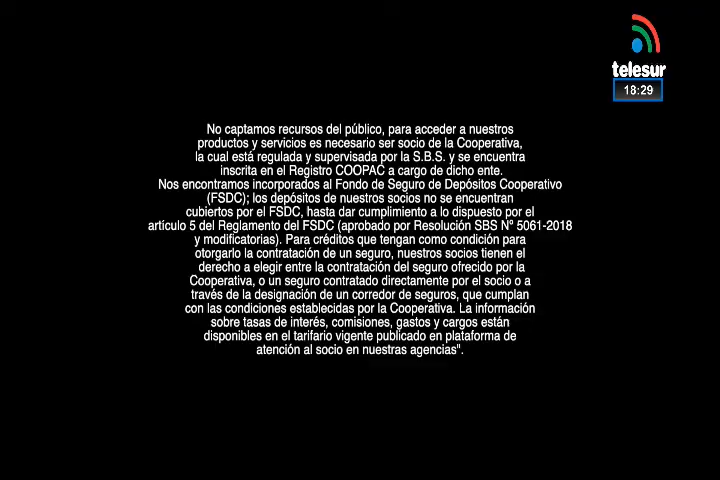 telesur
18:29
No captamos recursos del público, para acceder a nuestros
productos y servicios es necesario ser socio de la Cooperativa,
la cual está regulada y supervisada por la S.B.S. y se encuentra
inscrita en el Registro COOPAC a cargo de dicho ente.
Nos encontramos incorporados al Fondo de Seguro de Depósitos Cooperativo
(FSDC); los depósitos de nuestros socios no se encuentran
cubiertos por el FSDC, hasta dar cumplimiento a lo dispuesto por el
artículo 5 del Reglamento del FSDC (aprobado por Resolución SBS Nº 5061-2018
y modificatorias). Para créditos que tengan como condición para
otorgarlo la contratación de un seguro, nuestros socios tienen el
derecho a elegir entre la contratación del seguro ofrecido por la
Cooperativa, o un seguro contratado directamente por el socio o a
través de la designación de un corredor de seguros, que cumplan
con las condiciones establecidas por la Cooperativa. La información
sobre tasas de interés, comisiones, gastos y cargos están
disponibles en el tarifario vigente publicado en plataforma de
atención al socio en nuestras agencias".